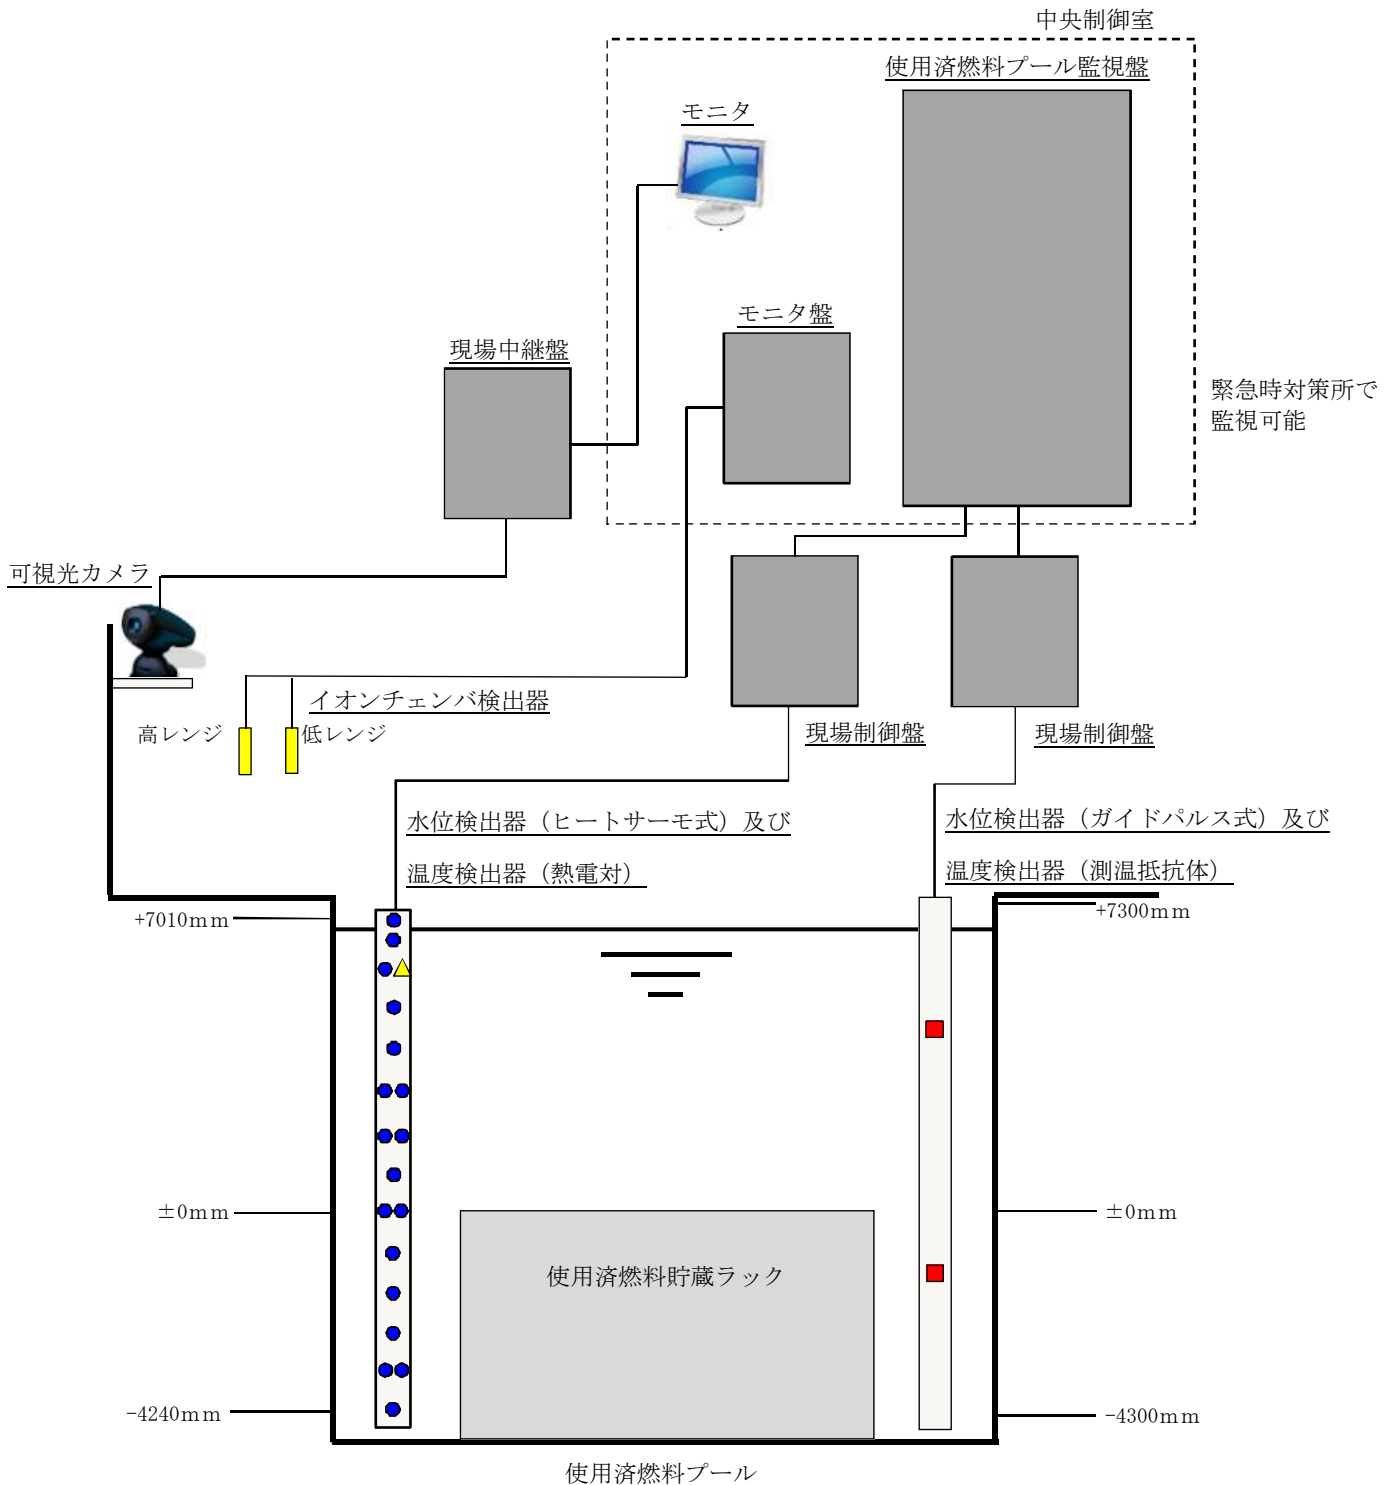 中央制御室
使用済燃料プール監視盤
モニタ
モニタ盤
現場中継盤
緊急時対策所で
監視可能
可視光カメラ
イオンチェンバ検出器
高レンジ
低レンジ
現場制御盤
現場制御盤
水位検出器（ヒートサーモ式）及び
温度検出器（熱電対）
水位検出器（ガイドパルス式）及び
温度検出器（測温抵抗体）
+7010mm
+7300mm
±0mm
±0mm
使用済燃料貯蔵ラック
-4240mm
-4300mm
使用済燃料プール